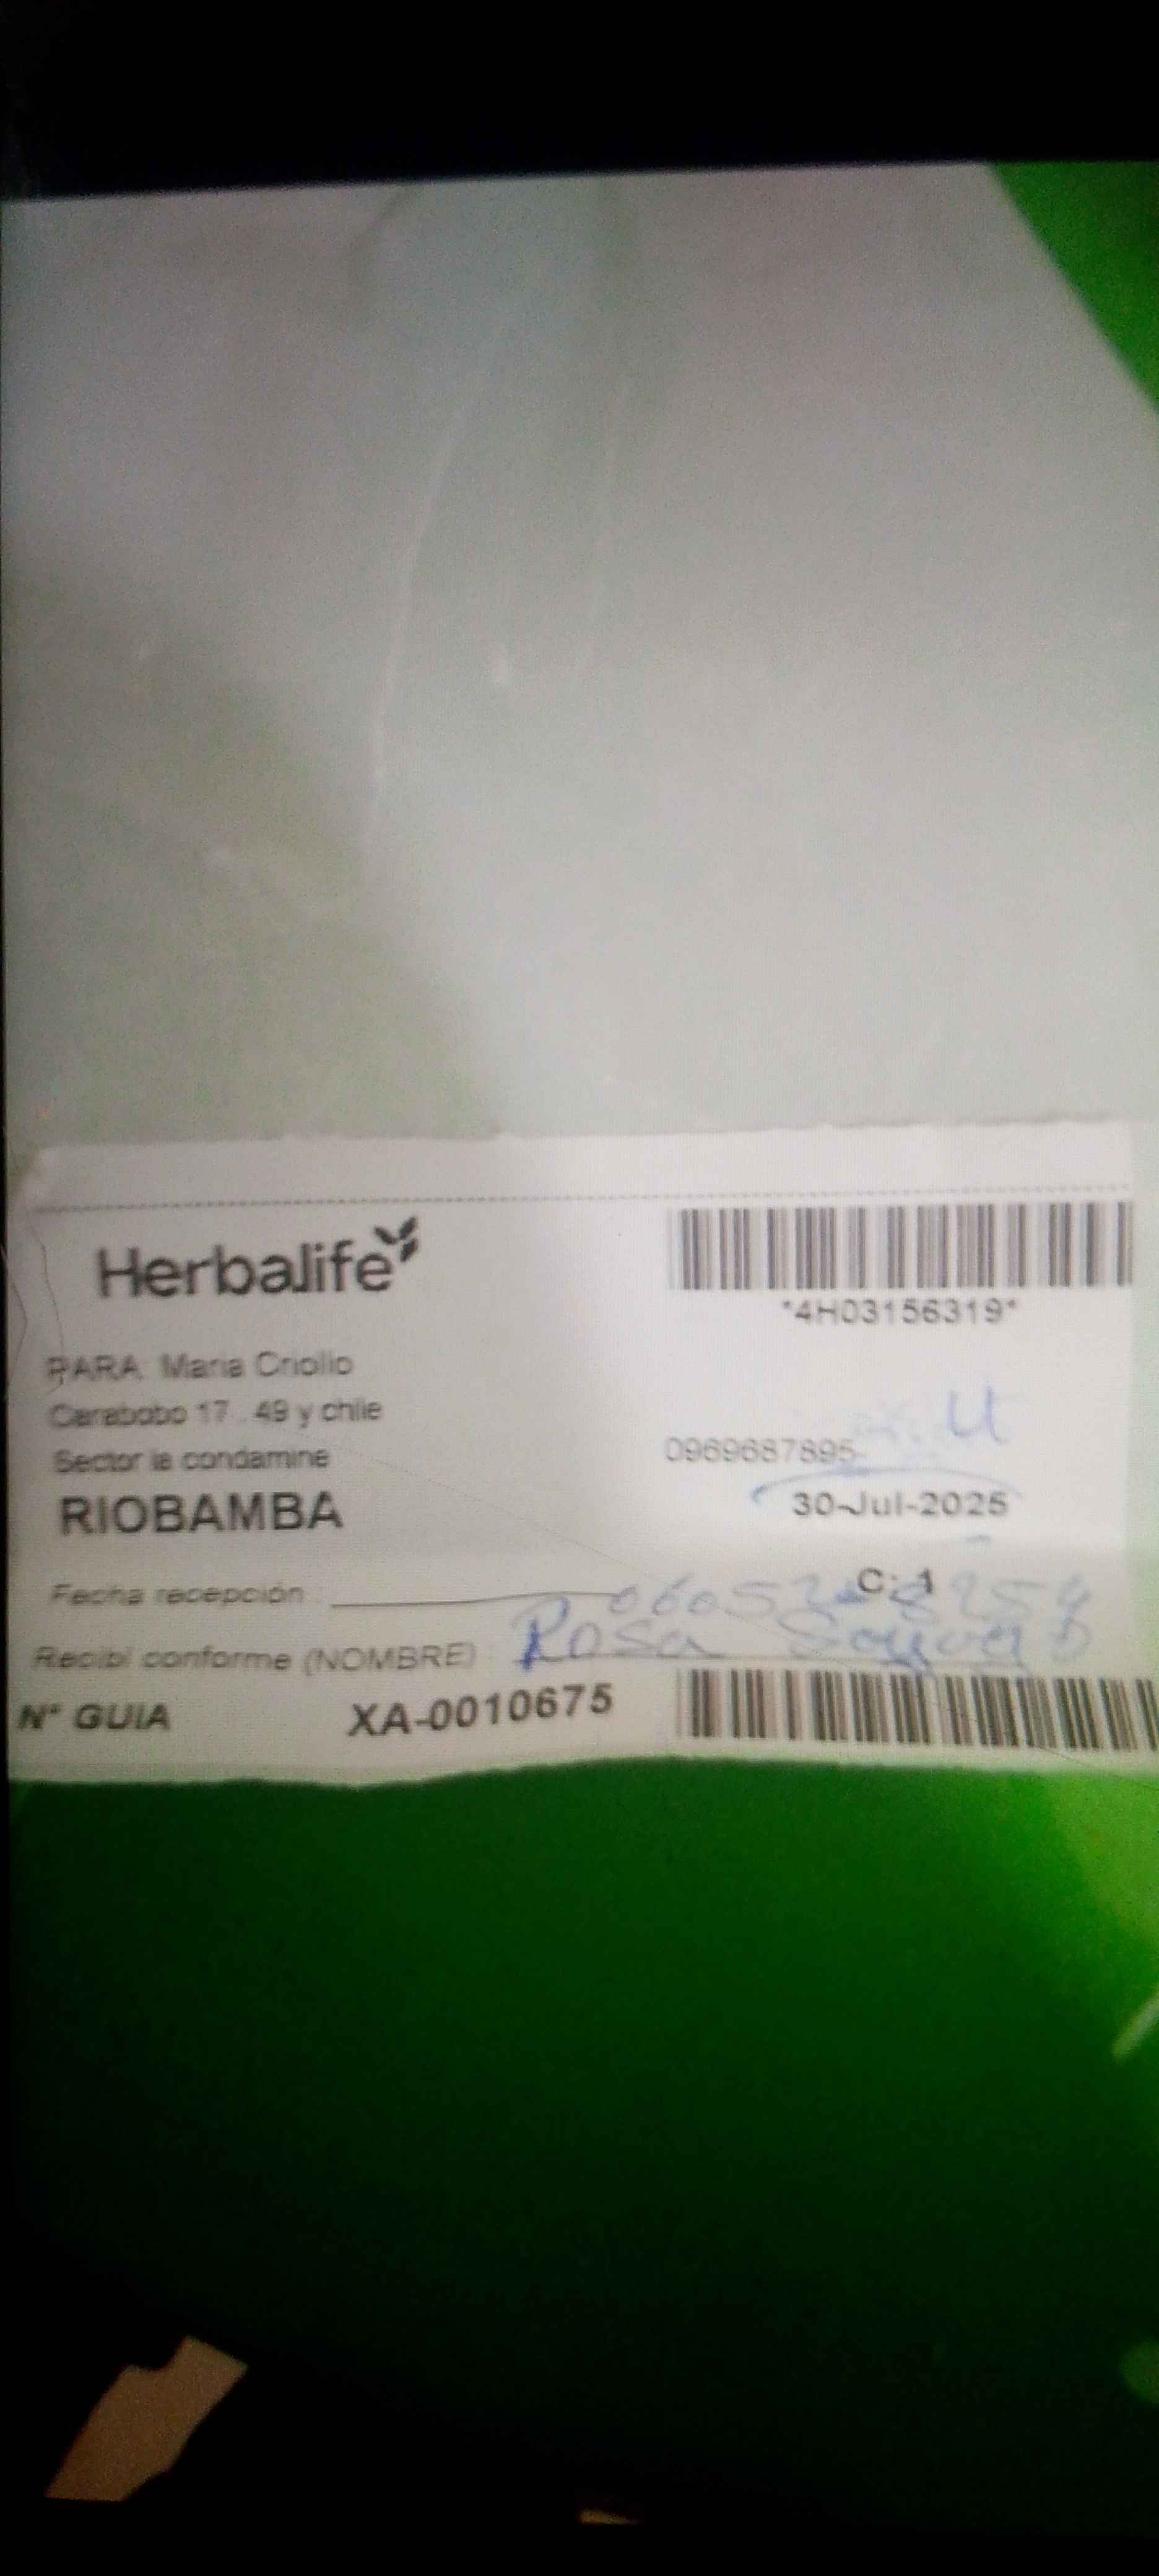 Herbalife
*4H03156319*
PARA: Maria Criollo
Carabobo 17 . 49 y chile
Sector la condamine
0969687895
RIOBAMBA
30-Jul-2025
C: 1
Fecha recepción
Recibí conforme (NOMBRE) Rosa
N° GUIA XA-0010675